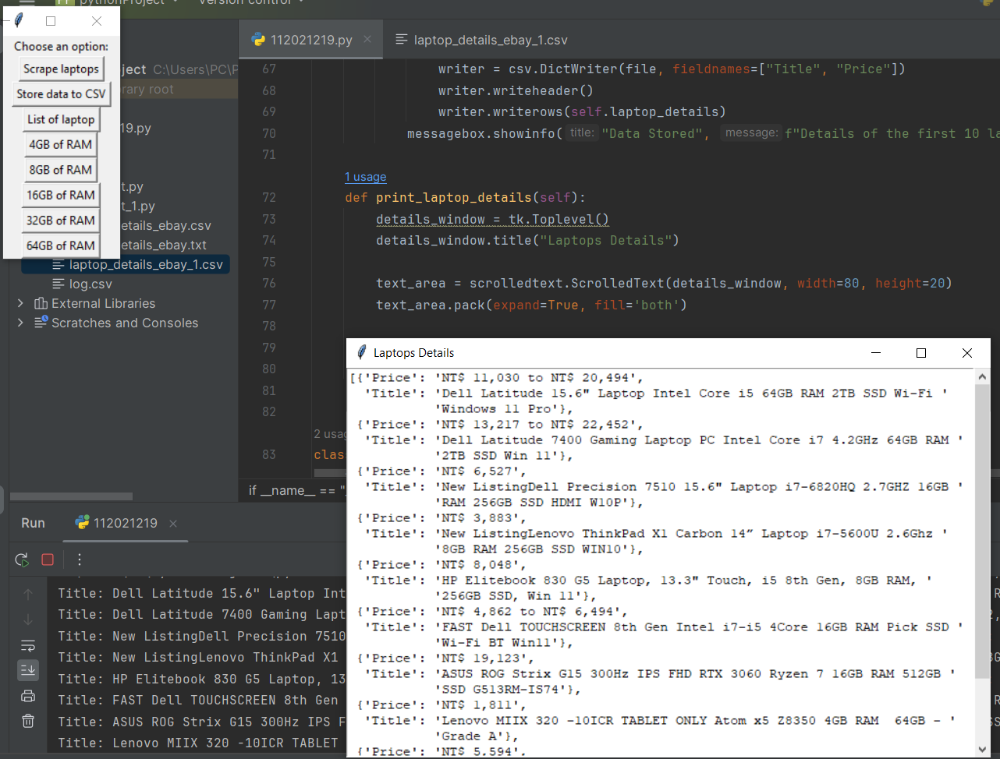 pythonProject
Version control
Choose an option:
Scrape laptops
Store data to CSV
List of laptop
4GB of RAM
8GB of RAM
16GB of RAM
32GB of RAM
64GB of RAM
ject C:\Users\PC\P
rary root
19.py
t.py
t_1.py
etails_ebay.csv
etails_ebay.txt
laptop_details_ebay_1.csv
log.csv
External Libraries
Scratches and Consoles
112021219.py
laptop_details_ebay_1.csv
67 writer = csv.DictWriter(file, fieldnames=["Title", "Price"])
68 writer.writeheader()
69 writer.writerows(self.laptop_details)
70 messagebox.showinfo( title: "Data Stored", message: f"Details of the first 10 la
71
1 usage
72 def print_laptop_details(self):
73 details_window = tk.Toplevel()
74 details_window.title("Laptops Details")
75
76 text_area = scrolledtext.ScrolledText(details_window, width=80, height=20)
77 text_area.pack(expand=True, fill='both')
78
79
80
81
82
2 usag
83 clas
if __name__ == "
Laptops Details
[{'Price': 'NT$ 11,030 to NT$ 20,494',
'Title': 'Dell Latitude 15.6" Laptop Intel Core i5 64GB RAM 2TB SSD Wi-Fi '
'Windows 11 Pro'},
{'Price': 'NT$ 13,217 to NT$ 22,452',
'Title': 'Dell Latitude 7400 Gaming Laptop PC Intel Core i7 4.2GHz 64GB RAM '
'2TB SSD Win 11'},
{'Price': 'NT$ 6,527',
'Title': 'New ListingDell Precision 7510 15.6" Laptop i7-6820HQ 2.7GHZ 16GB '
'RAM 256GB SSD HDMI W10P'},
{'Price': 'NT$ 3,883',
'Title': 'New ListingLenovo ThinkPad X1 Carbon 14” Laptop i7-5600U 2.6Ghz '
'8GB RAM 256GB SSD WIN10'},
{'Price': 'NT$ 8,048',
'Title': 'HP Elitebook 830 G5 Laptop, 13.3" Touch, i5 8th Gen, 8GB RAM, '
'256GB SSD, Win 11'},
{'Price': 'NT$ 4,862 to NT$ 6,494',
'Title': 'FAST Dell TOUCHSCREEN 8th Gen Intel i7-i5 4Core 16GB RAM Pick SSD '
'Wi-Fi BT Win11'},
{'Price': 'NT$ 19,123',
'Title': 'ASUS ROG Strix G15 300Hz IPS FHD RTX 3060 Ryzen 7 16GB RAM 512GB '
'SSD G513RM-IS74'},
{'Price': 'NT$ 1,811',
'Title': 'Lenovo MIIX 320 -10ICR TABLET ONLY Atom x5 Z8350 4GB RAM  64GB - '
'Grade A'},
{'Price': 'NT$ 5,594',
Run
112021219
Title: Dell Latitude 15.6" Laptop Int
Title: Dell Latitude 7400 Gaming Lapt
Title: New ListingDell Precision 7510
Title: New ListingLenovo ThinkPad X1
Title: HP Elitebook 830 G5 Laptop, 13
Title: FAST Dell TOUCHSCREEN 8th Gen
Title: ASUS ROG Strix G15 300Hz IPS F
Title: Lenovo MIIX 320 -10ICR TABLET